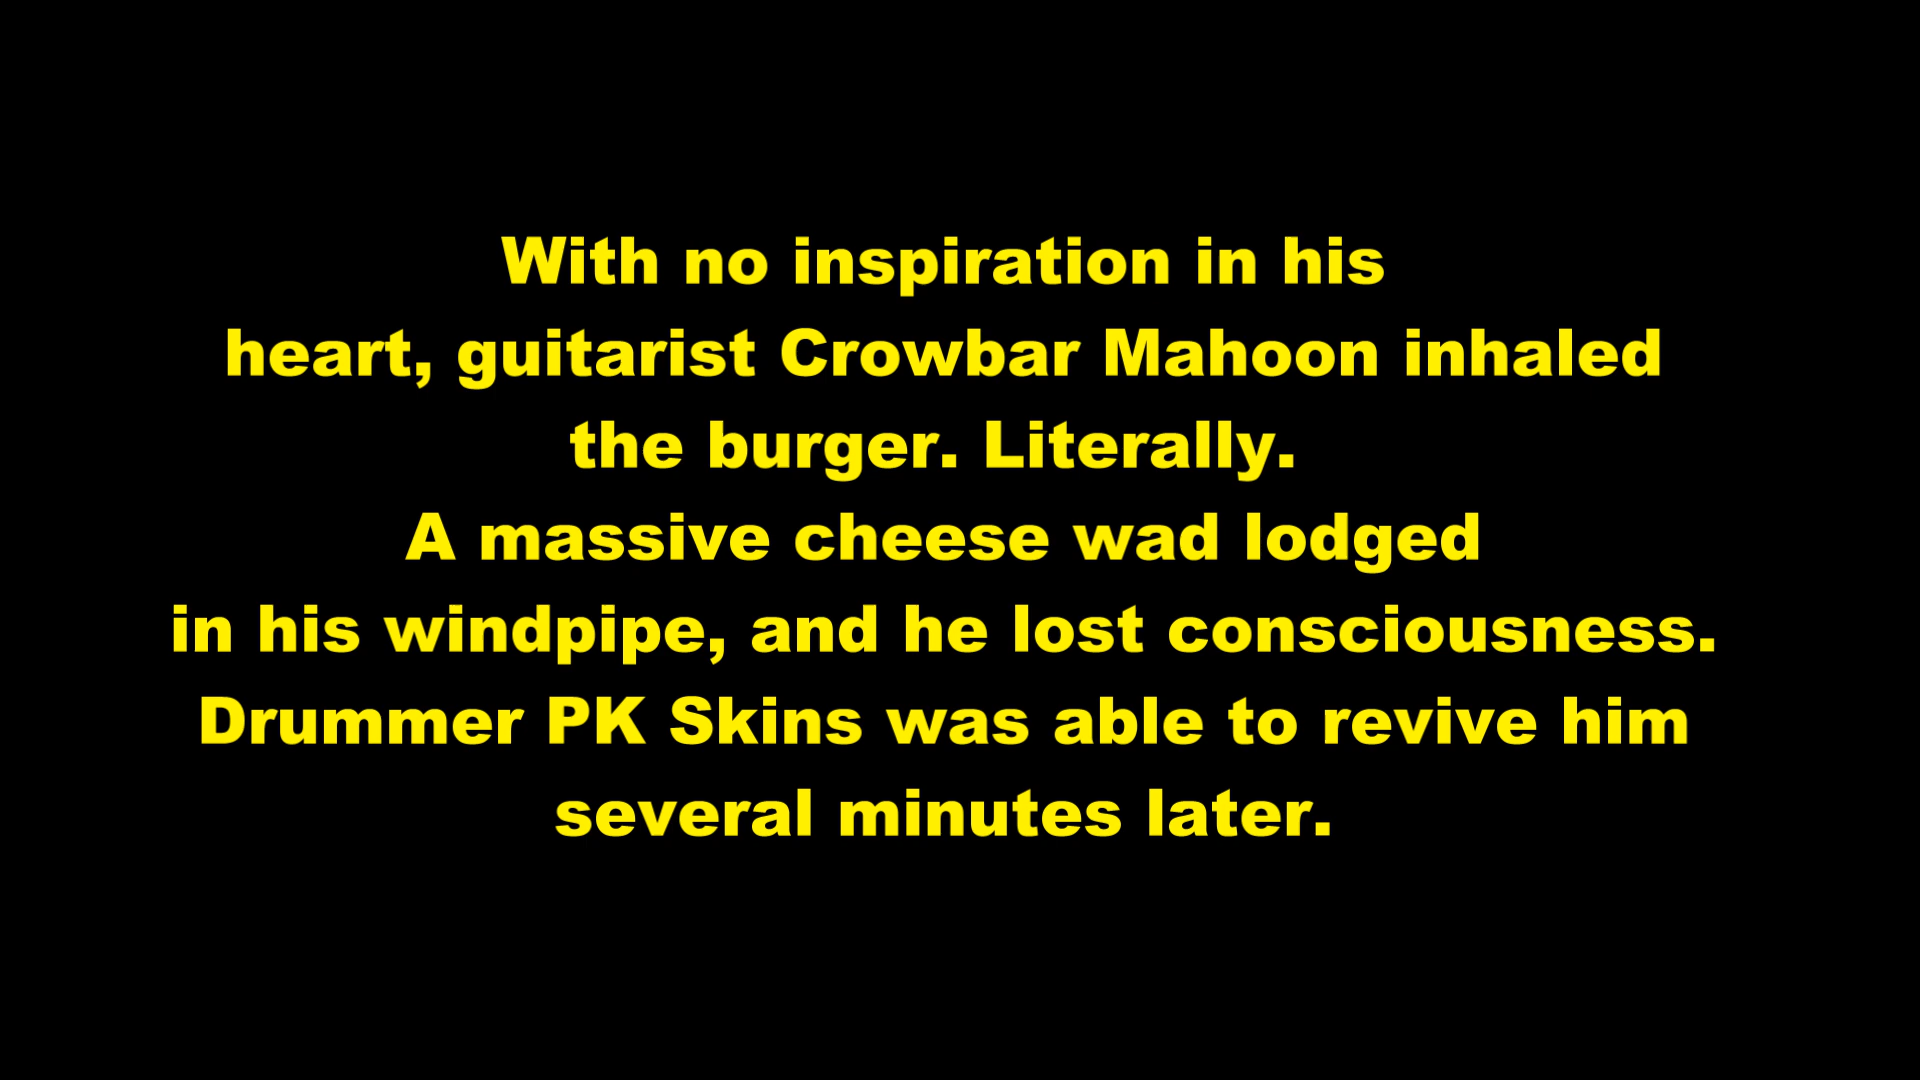 With no inspiration in his
heart, guitarist Crowbar Mahoon inhaled
the burger. Literally.
A massive cheese wad lodged
in his windpipe, and he lost consciousness.
Drummer PK Skins was able to revive him
several minutes later.